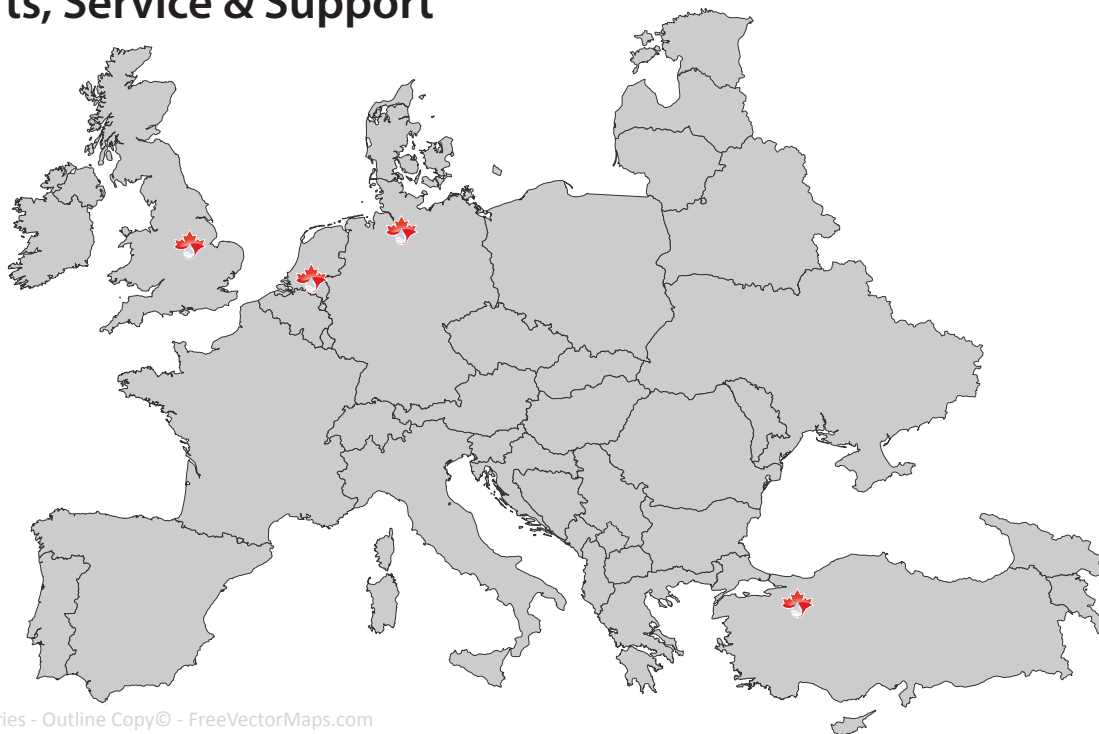 ts, Service & Support
ries - Outline Copy© - FreeVectorMaps.com